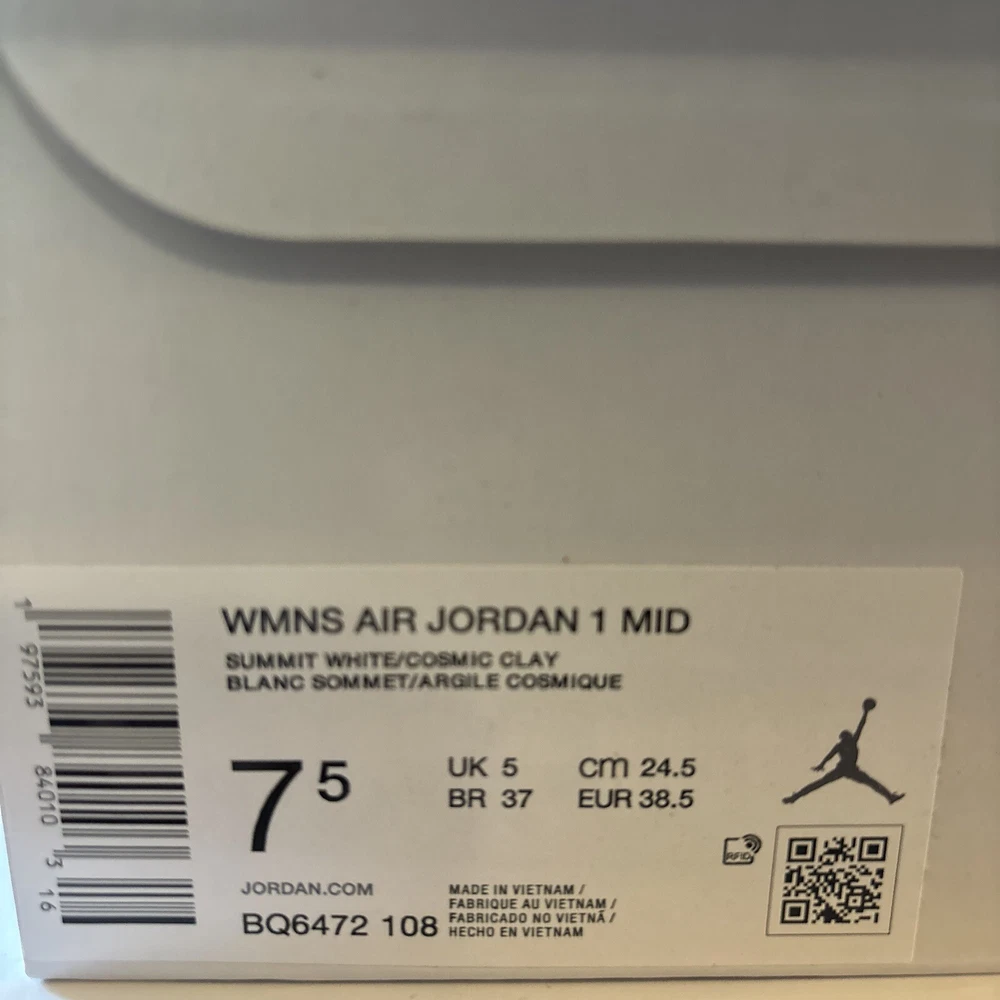 WMNS AIR JORDAN 1 MID
SUMMIT WHITE/COSMIC CLAY
BLANC SOMMET/ARGILE COSMIQUE
7 5
UK 5
CM 24.5
BR 37
EUR 38.5
RFID
JORDAN.COM
BQ6472 108
MADE IN VIETNAM /
FABRIQUE AU VIETNAM /
FABRICADO NO VIETNÃ /
HECHO EN VIETNAM
1 97593 84010 3 16